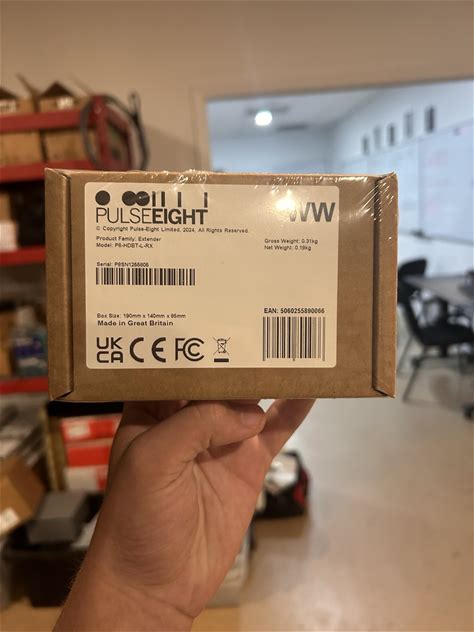 PULSEEIGHT
WW
© Copyright Pulse-Eight Limited, 2024, All Rights Reserved.
Product Family: Extender
Model: P8-HDBT-L-RX
Gross Weight: 0.31kg
Net Weight: 0.19kg
Serial: P8SN1255805
Box Size: 190mm x 140mm x 95mm
Made in Great Britain
EAN: 5060255890066
UK
CA CE FC